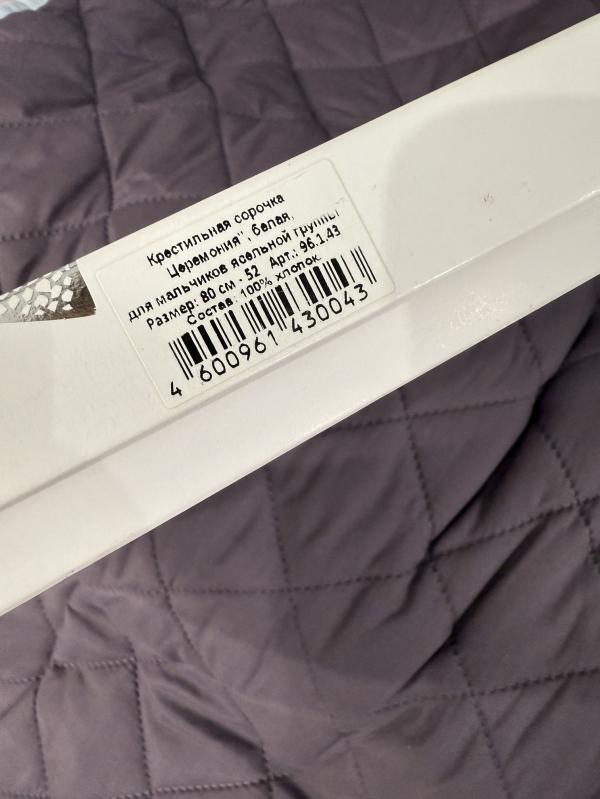 Крестильная сорочка
Церемония", белая,
для мальчиков ясельной группы
Размер: 80 см - 52 Арт.: 96.1.43
Состав: 100% хлопок.
4 600961 430043